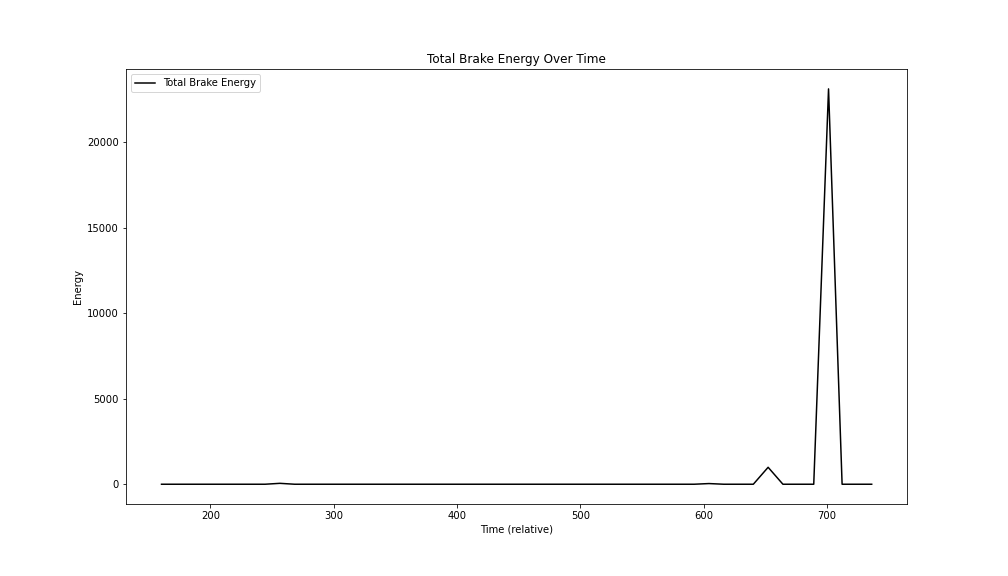 Total Brake Energy Over Time
Total Brake Energy
20000
15000
10000
5000
0
Energy
200 300 400 500 600 700
Time (relative)